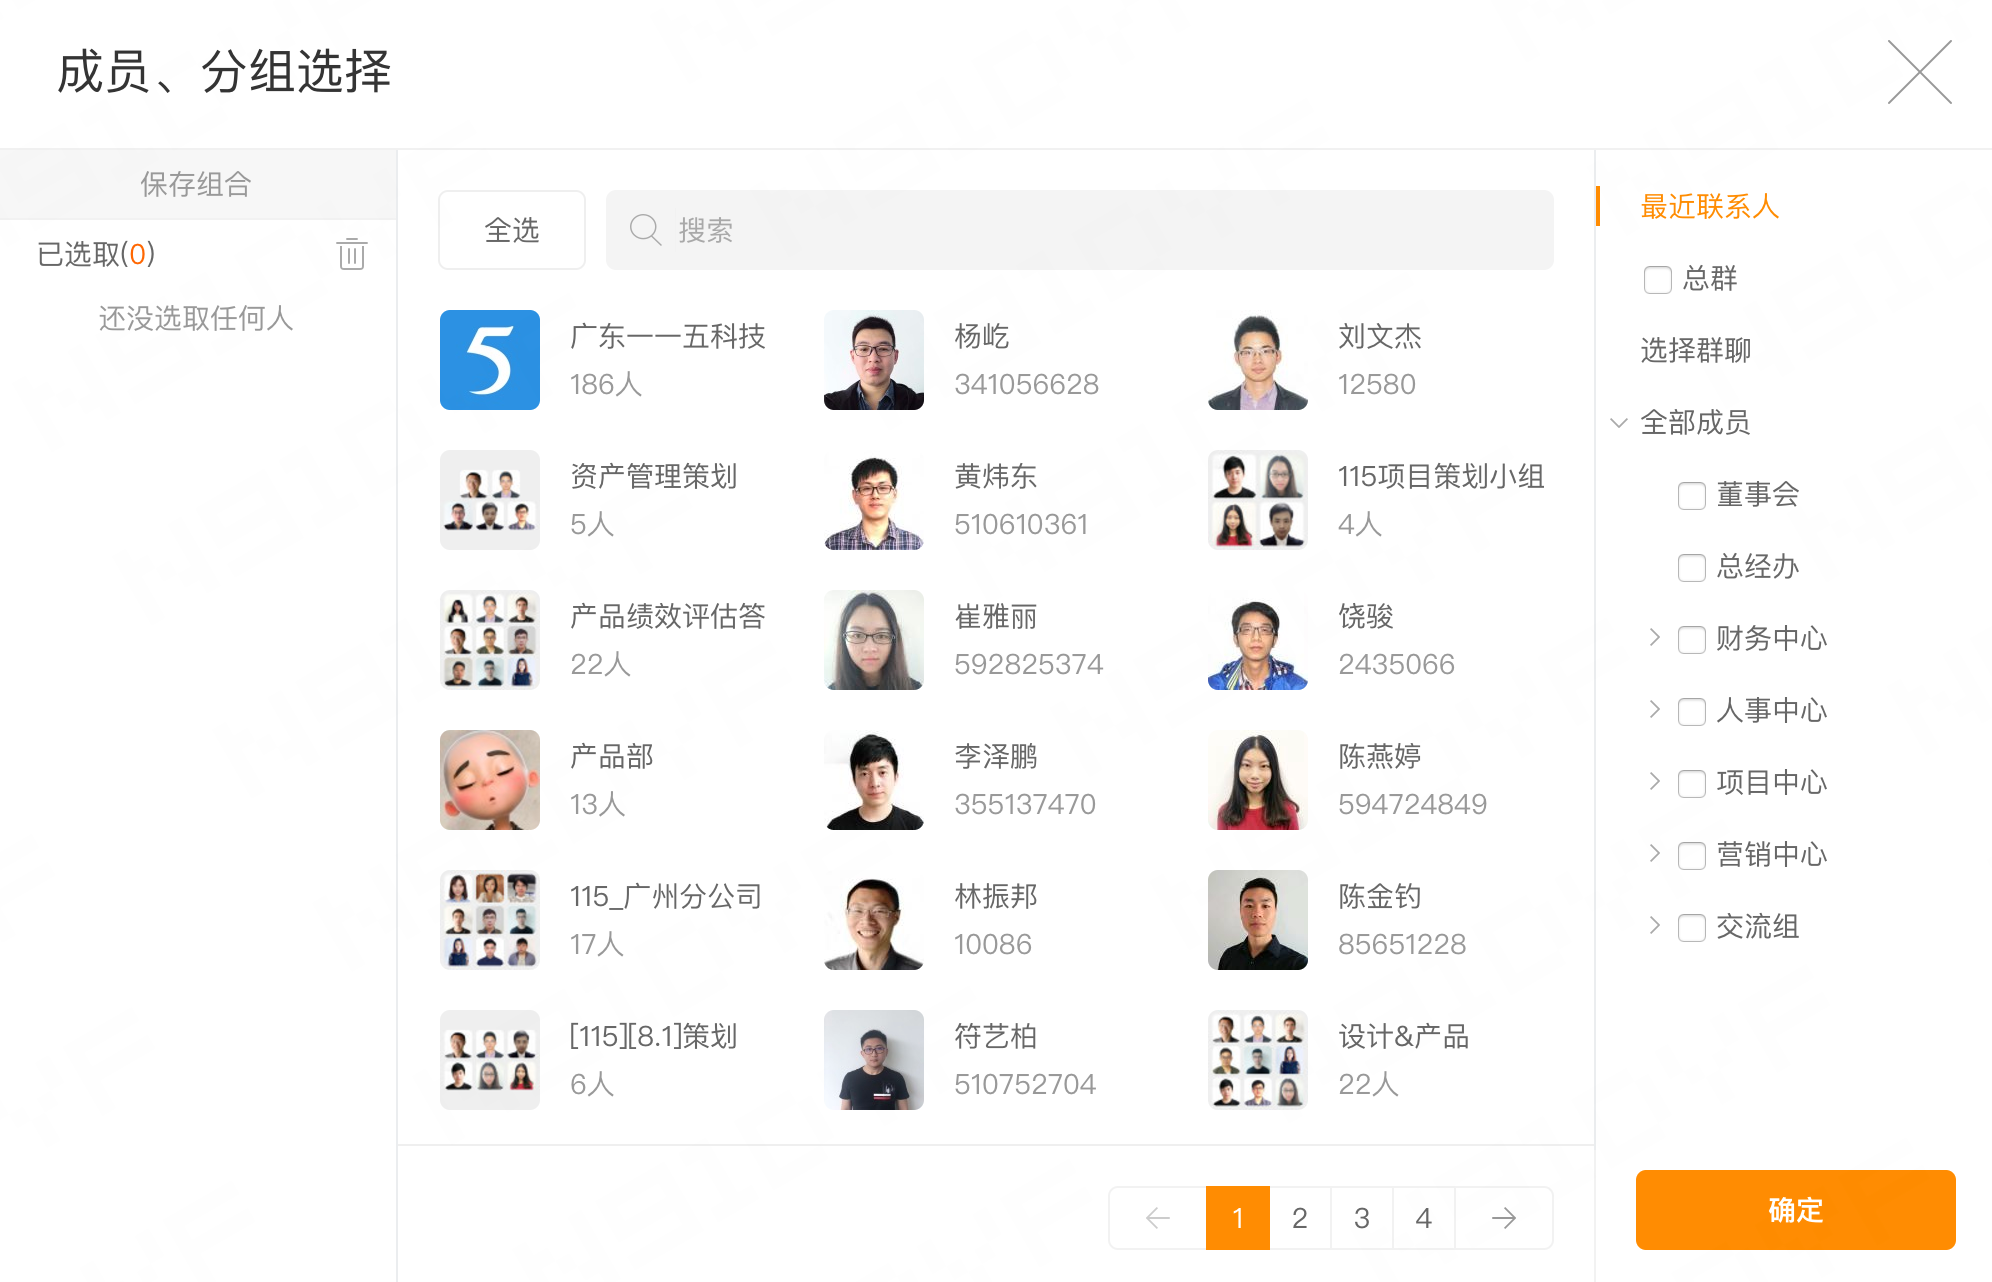 成员、分组选择
保存组合
已选取(0)
还没选取任何人
全选
搜索
广东一一五科技
186人
杨屹
341056628
刘文杰
12580
资产管理策划
5人
黄炜东
510610361
115项目策划小组
4人
产品绩效评估答
22人
崔雅丽
592825374
饶骏
2435066
产品部
13人
李泽鹏
355137470
陈燕婷
594724849
115_广州分公司
17人
林振邦
10086
陈金钓
85651228
[115][8.1]策划
6人
符艺柏
510752704
设计&产品
22人
1
2
3
4
最近联系人
总群
选择群聊
全部成员
董事会
总经办
财务中心
人事中心
项目中心
营销中心
交流组
确定